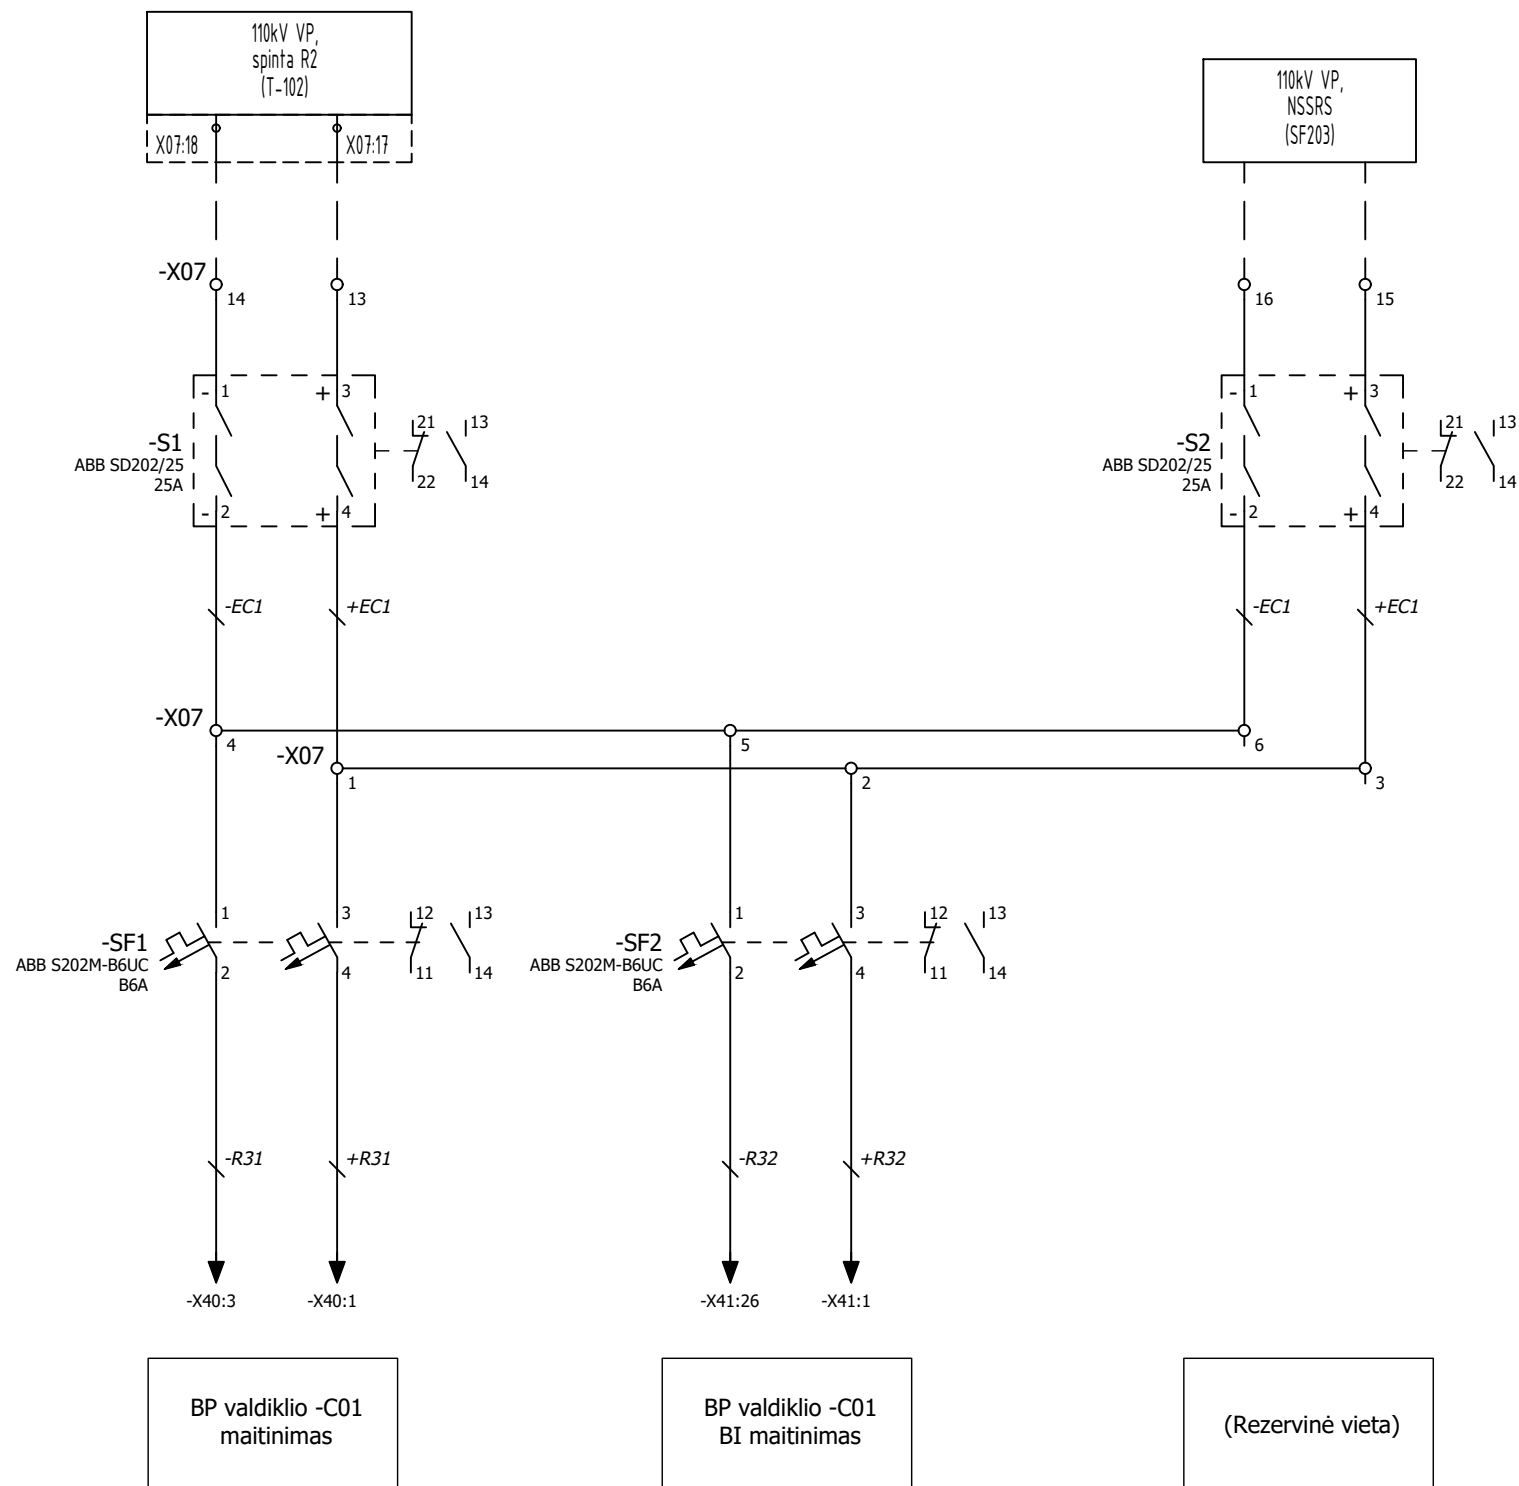 110kV VP,
spinta R2
(T-102)
X07:18
X07:17
110kV VP,
NSSRS
(SF203)
-X07
14
13
16
15
- 1
+ 3
-S1
ABB SD202/25
25A
21
13
22
14
- 2
+ 4
- 1
+ 3
-S2
ABB SD202/25
25A
21
13
22
14
- 2
+ 4
-EC1
+EC1
-EC1
+EC1
-X07
4
5
6
-X07
1
2
3
1
3
12
13
-SF1
ABB S202M-B6UC
B6A
2
4
11
14
1
3
12
13
-SF2
ABB S202M-B6UC
B6A
2
4
11
14
-R31
+R31
-R32
+R32
-X40:3
-X40:1
-X41:26
-X41:1
BP valdiklio -C01
maitinimas
BP valdiklio -C01
BI maitinimas
(Rezervinė vieta)